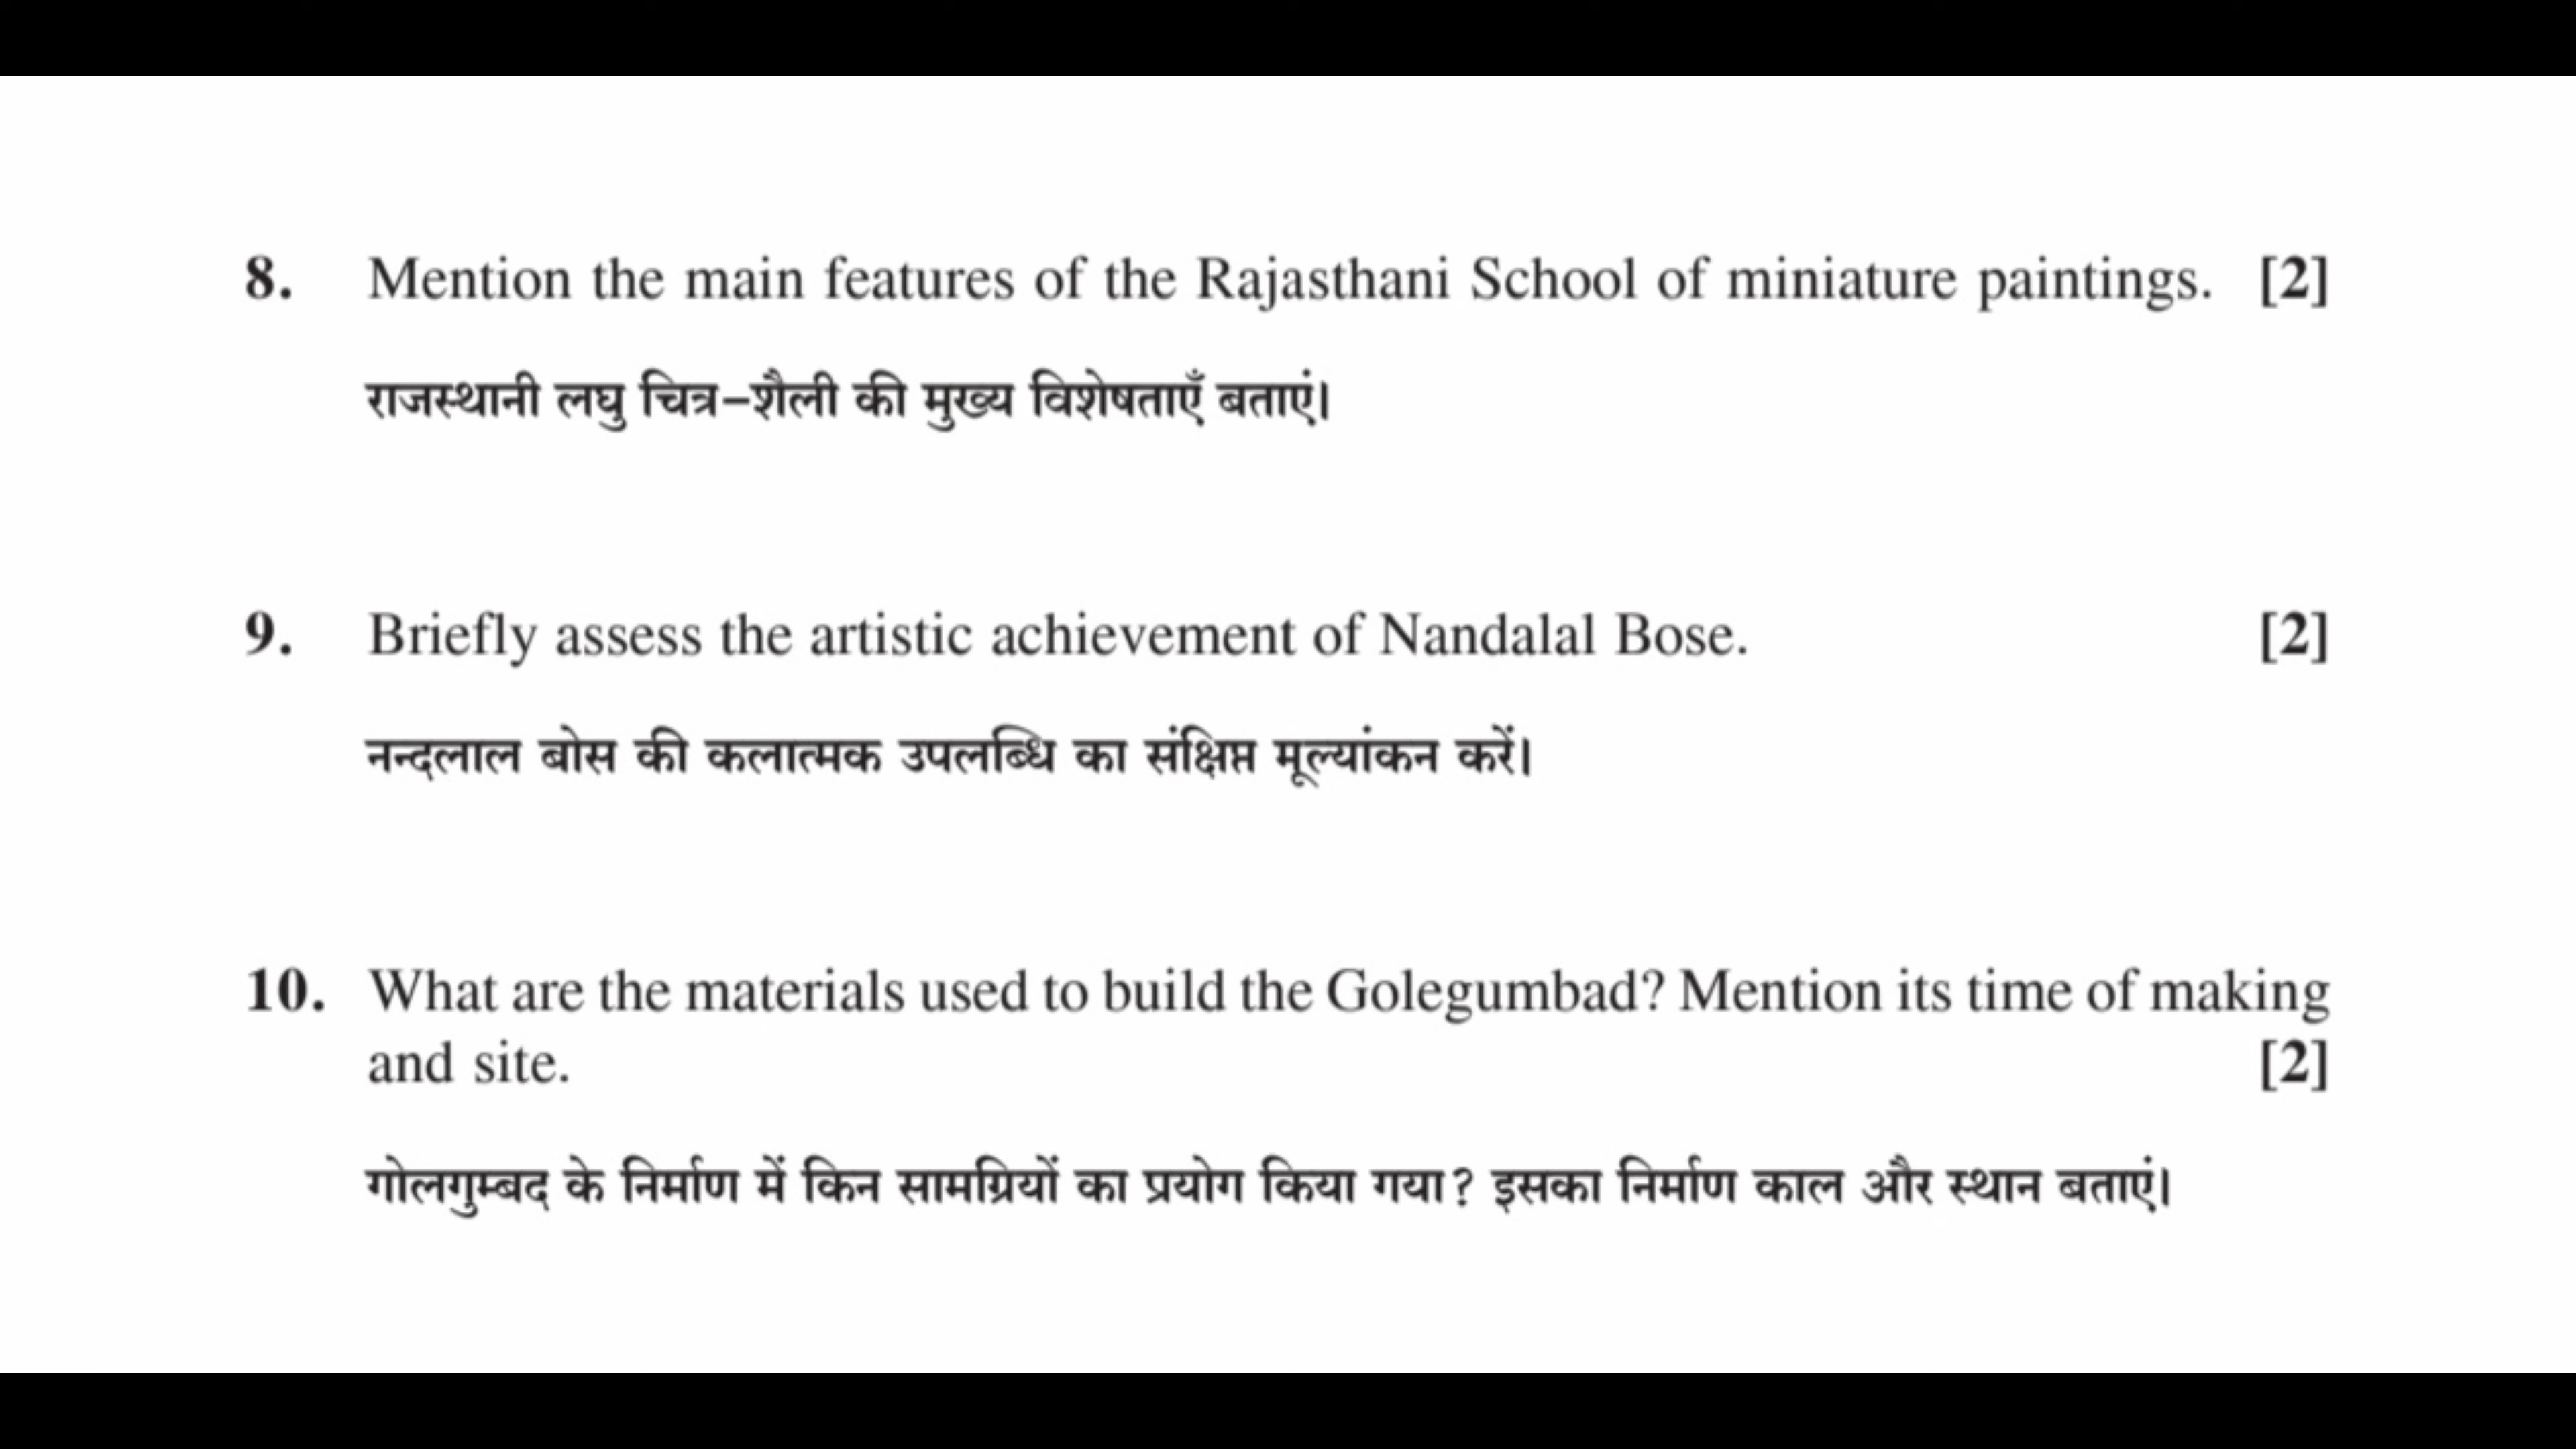 8. Mention the main features of the Rajasthani School of miniature paintings. [2]
राजस्थानी लघु चित्र-शैली की मुख्य विशेषताएँ बताएं।
9. Briefly assess the artistic achievement of Nandalal Bose. [2]
नन्दलाल बोस की कलात्मक उपलब्धि का संक्षिप्त मूल्यांकन करें।
10. What are the materials used to build the Golegumbad? Mention its time of making
and site. [2]
गोलगुम्बद के निर्माण में किन सामग्रियों का प्रयोग किया गया? इसका निर्माण काल और स्थान बताएं।